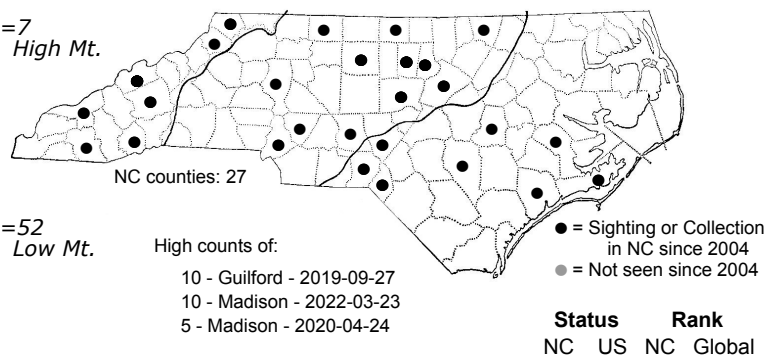 =7
High Mt.
NC counties: 27
=52
Low Mt.
High counts of:
10 - Guilford - 2019-09-27
10 - Madison - 2022-03-23
5 - Madison - 2020-04-24
● = Sighting or Collection
in NC since 2004
● = Not seen since 2004
Status Rank
NC US NC Global